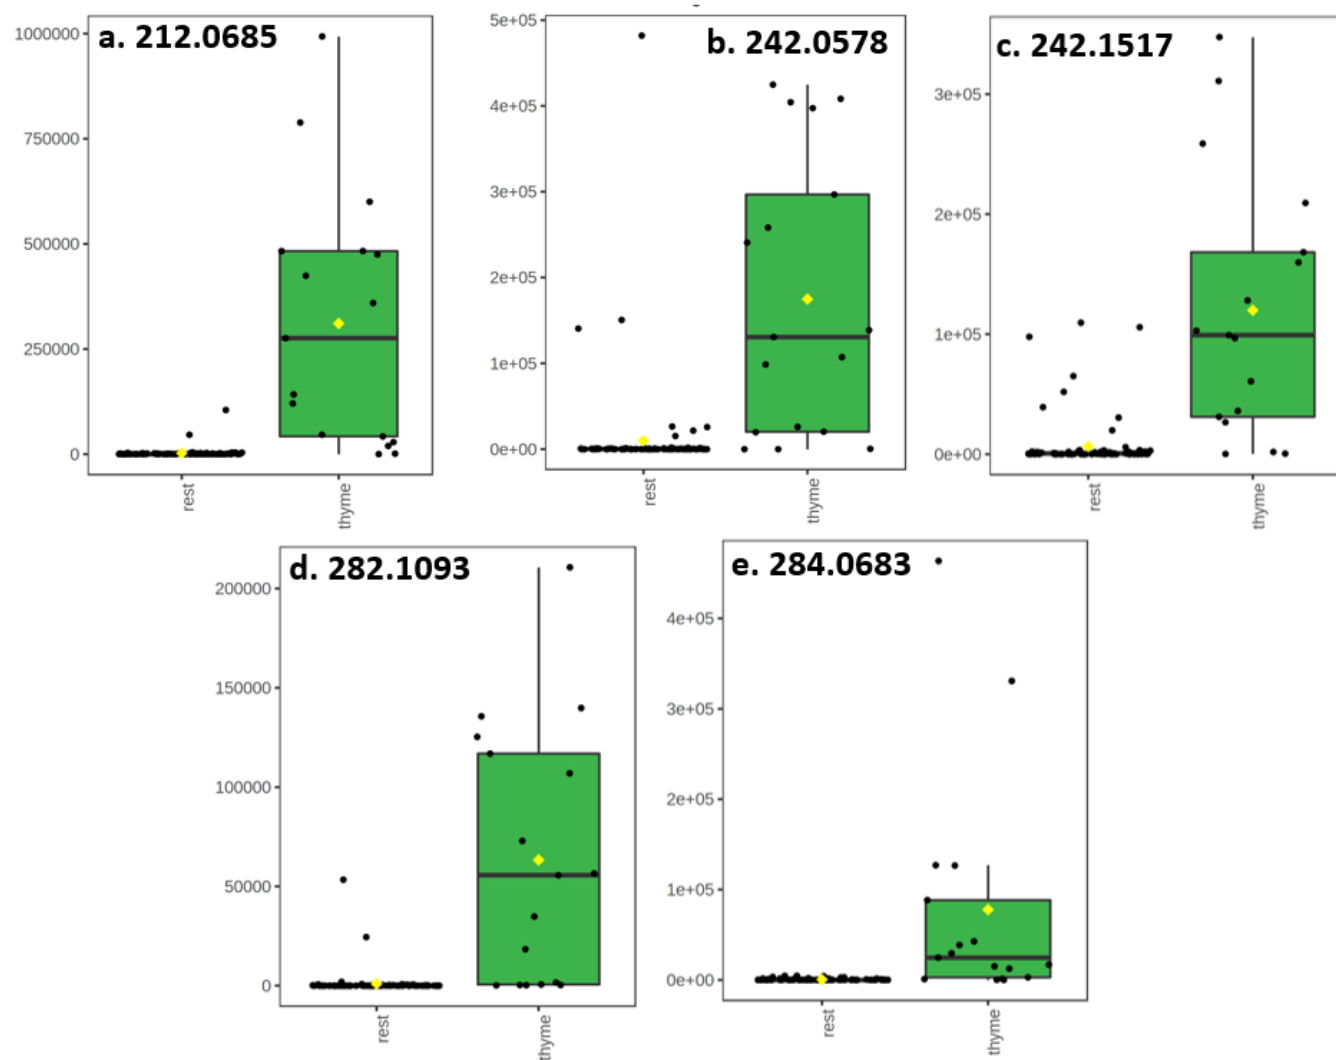 a. 212.0685
1000000
750000
500000
250000
0
rest
thyme
b. 242.0578
5e+05
4e+05
3e+05
2e+05
1e+05
0e+00
rest
thyme
c. 242.1517
3e+05
2e+05
1e+05
0e+00
rest
thyme
d. 282.1093
200000
150000
100000
50000
0
rest
thyme
e. 284.0683
4e+05
3e+05
2e+05
1e+05
0e+00
rest
thyme